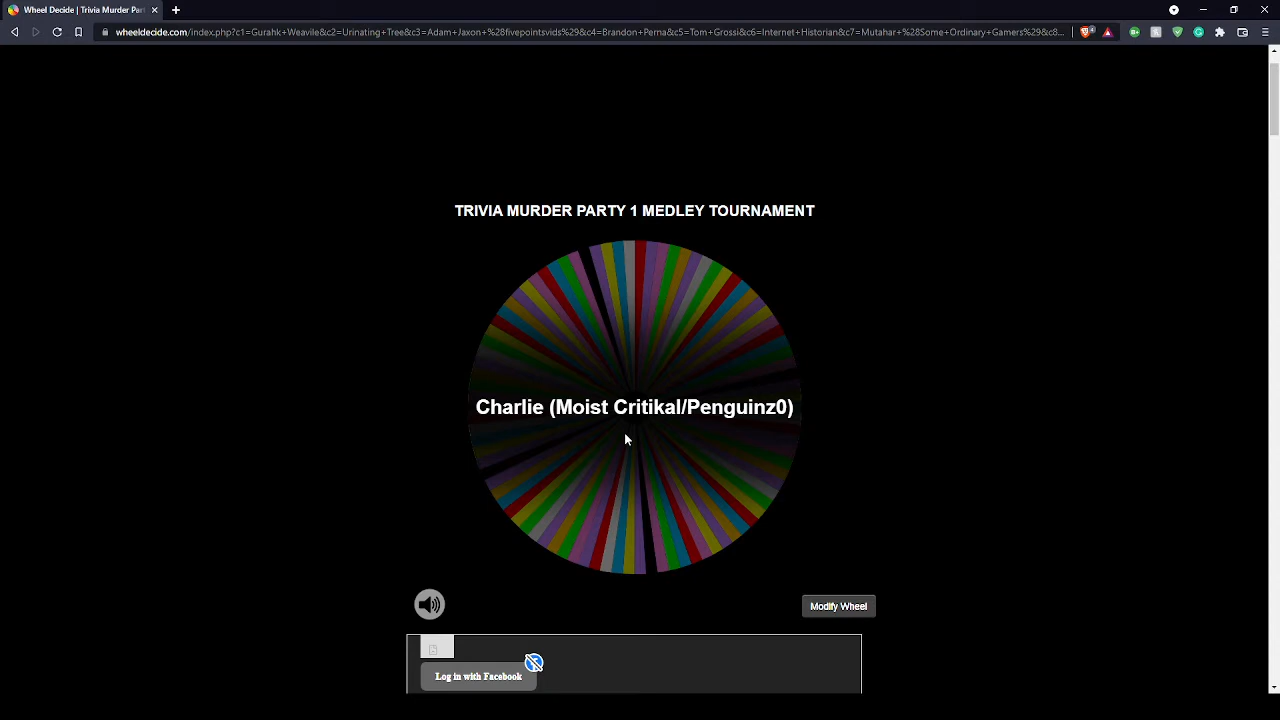 Wheel Decide | Trivia Murder Par
wheeldecide.com/index.php?c1=Gurahk+Weavile&c2=Urinating+Tree&c3=Adam+Jaxon+%28fivepointsvids%29&c4=Brandon+Perna&c5=Tom+Grossi&c6=Internet+Historian&c7=Mutahar+%28Some+Ordinary+Gamers%29&c8...
TRIVIA MURDER PARTY 1 MEDLEY TOURNAMENT
Charlie (Moist Critikal/Penguinz0)
Modify Wheel
Log in with Facebook